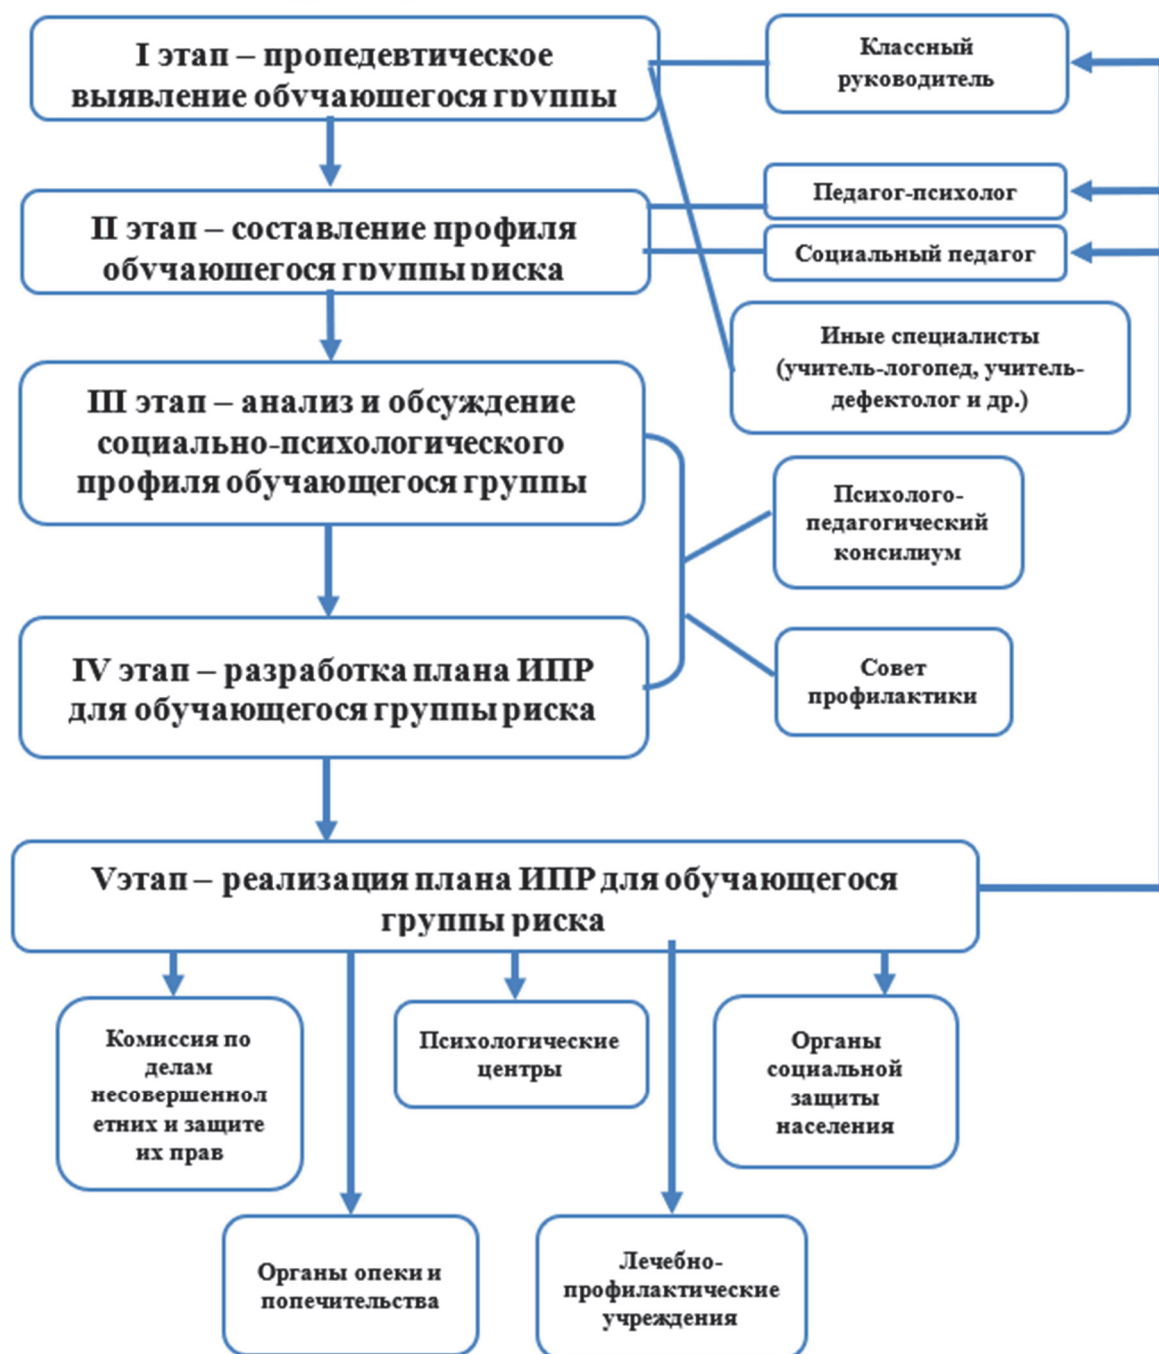 I этап – пропедевтическое
выявление обучающегося группы
Классный
руководитель
II этап – составление профиля
обучающегося группы риска
Педагог-психолог
Социальный педагог
Иные специалисты
(учитель-логопед, учитель-
дефектолог и др.)
III этап – анализ и обсуждение
социально-психологического
профиля обучающегося группы
Психолого-
педагогический
консилиум
IV этап – разработка плана ИПР
для обучающегося группы риска
Совет
профилактики
Vэтап – реализация плана ИПР для обучающегося
группы риска
Комиссия по
делам
несовершеннол
етних и защите
их прав
Психологические
центры
Органы
социальной
защиты
населения
Органы опеки и
попечительства
Лечебно-
профилактические
учреждения